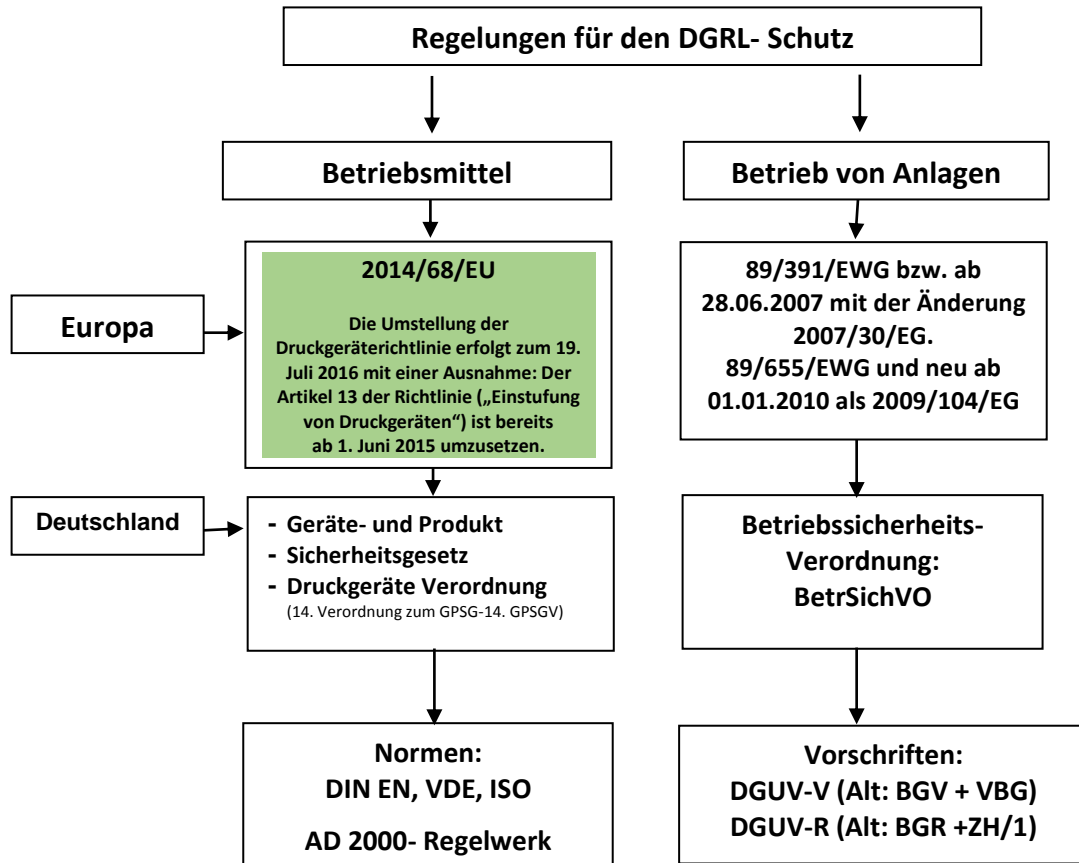 Regelungen für den DGRL- Schutz
Betriebsmittel
Betrieb von Anlagen
Europa
2014/68/EU
Die Umstellung der
Druckgeräterichtlinie erfolgt zum 19.
Juli 2016 mit einer Ausnahme: Der
Artikel 13 der Richtlinie („Einstufung
von Druckgeräten“) ist bereits
ab 1. Juni 2015 umzusetzen.
89/391/EWG bzw. ab
28.06.2007 mit der Änderung
2007/30/EG.
89/655/EWG und neu ab
01.01.2010 als 2009/104/EG
Deutschland
- Geräte- und Produkt
- Sicherheitsgesetz
- Druckgeräte Verordnung
(14. Verordnung zum GPSG-14. GPSGV)
Betriebssicherheits-
Verordnung:
BetrSichVO
Normen:
DIN EN, VDE, ISO
AD 2000- Regelwerk
Vorschriften:
DGUV-V (Alt: BGV + VBG)
DGUV-R (Alt: BGR +ZH/1)